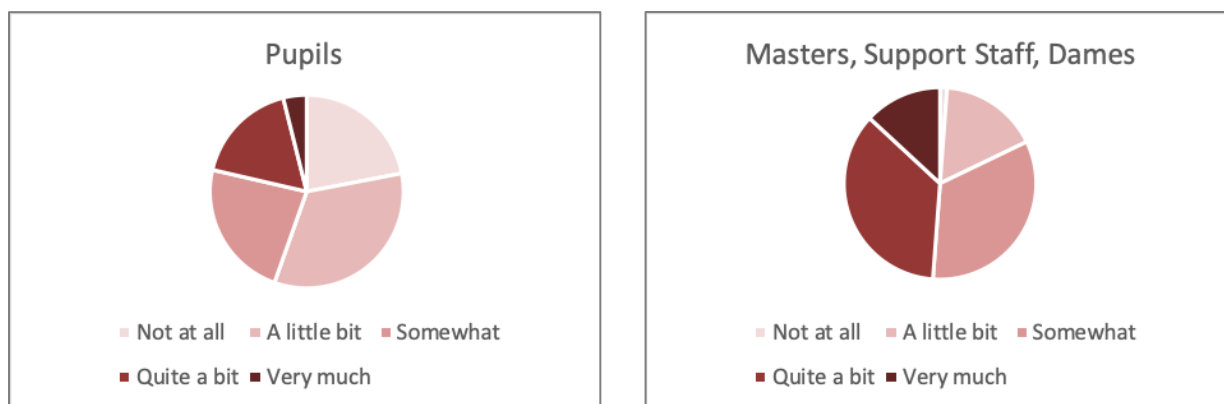 Pupils
Not at all A little bit Somewhat
Quite a bit Very much
Masters, Support Staff, Dames
Not at all A little bit Somewhat
Quite a bit Very much